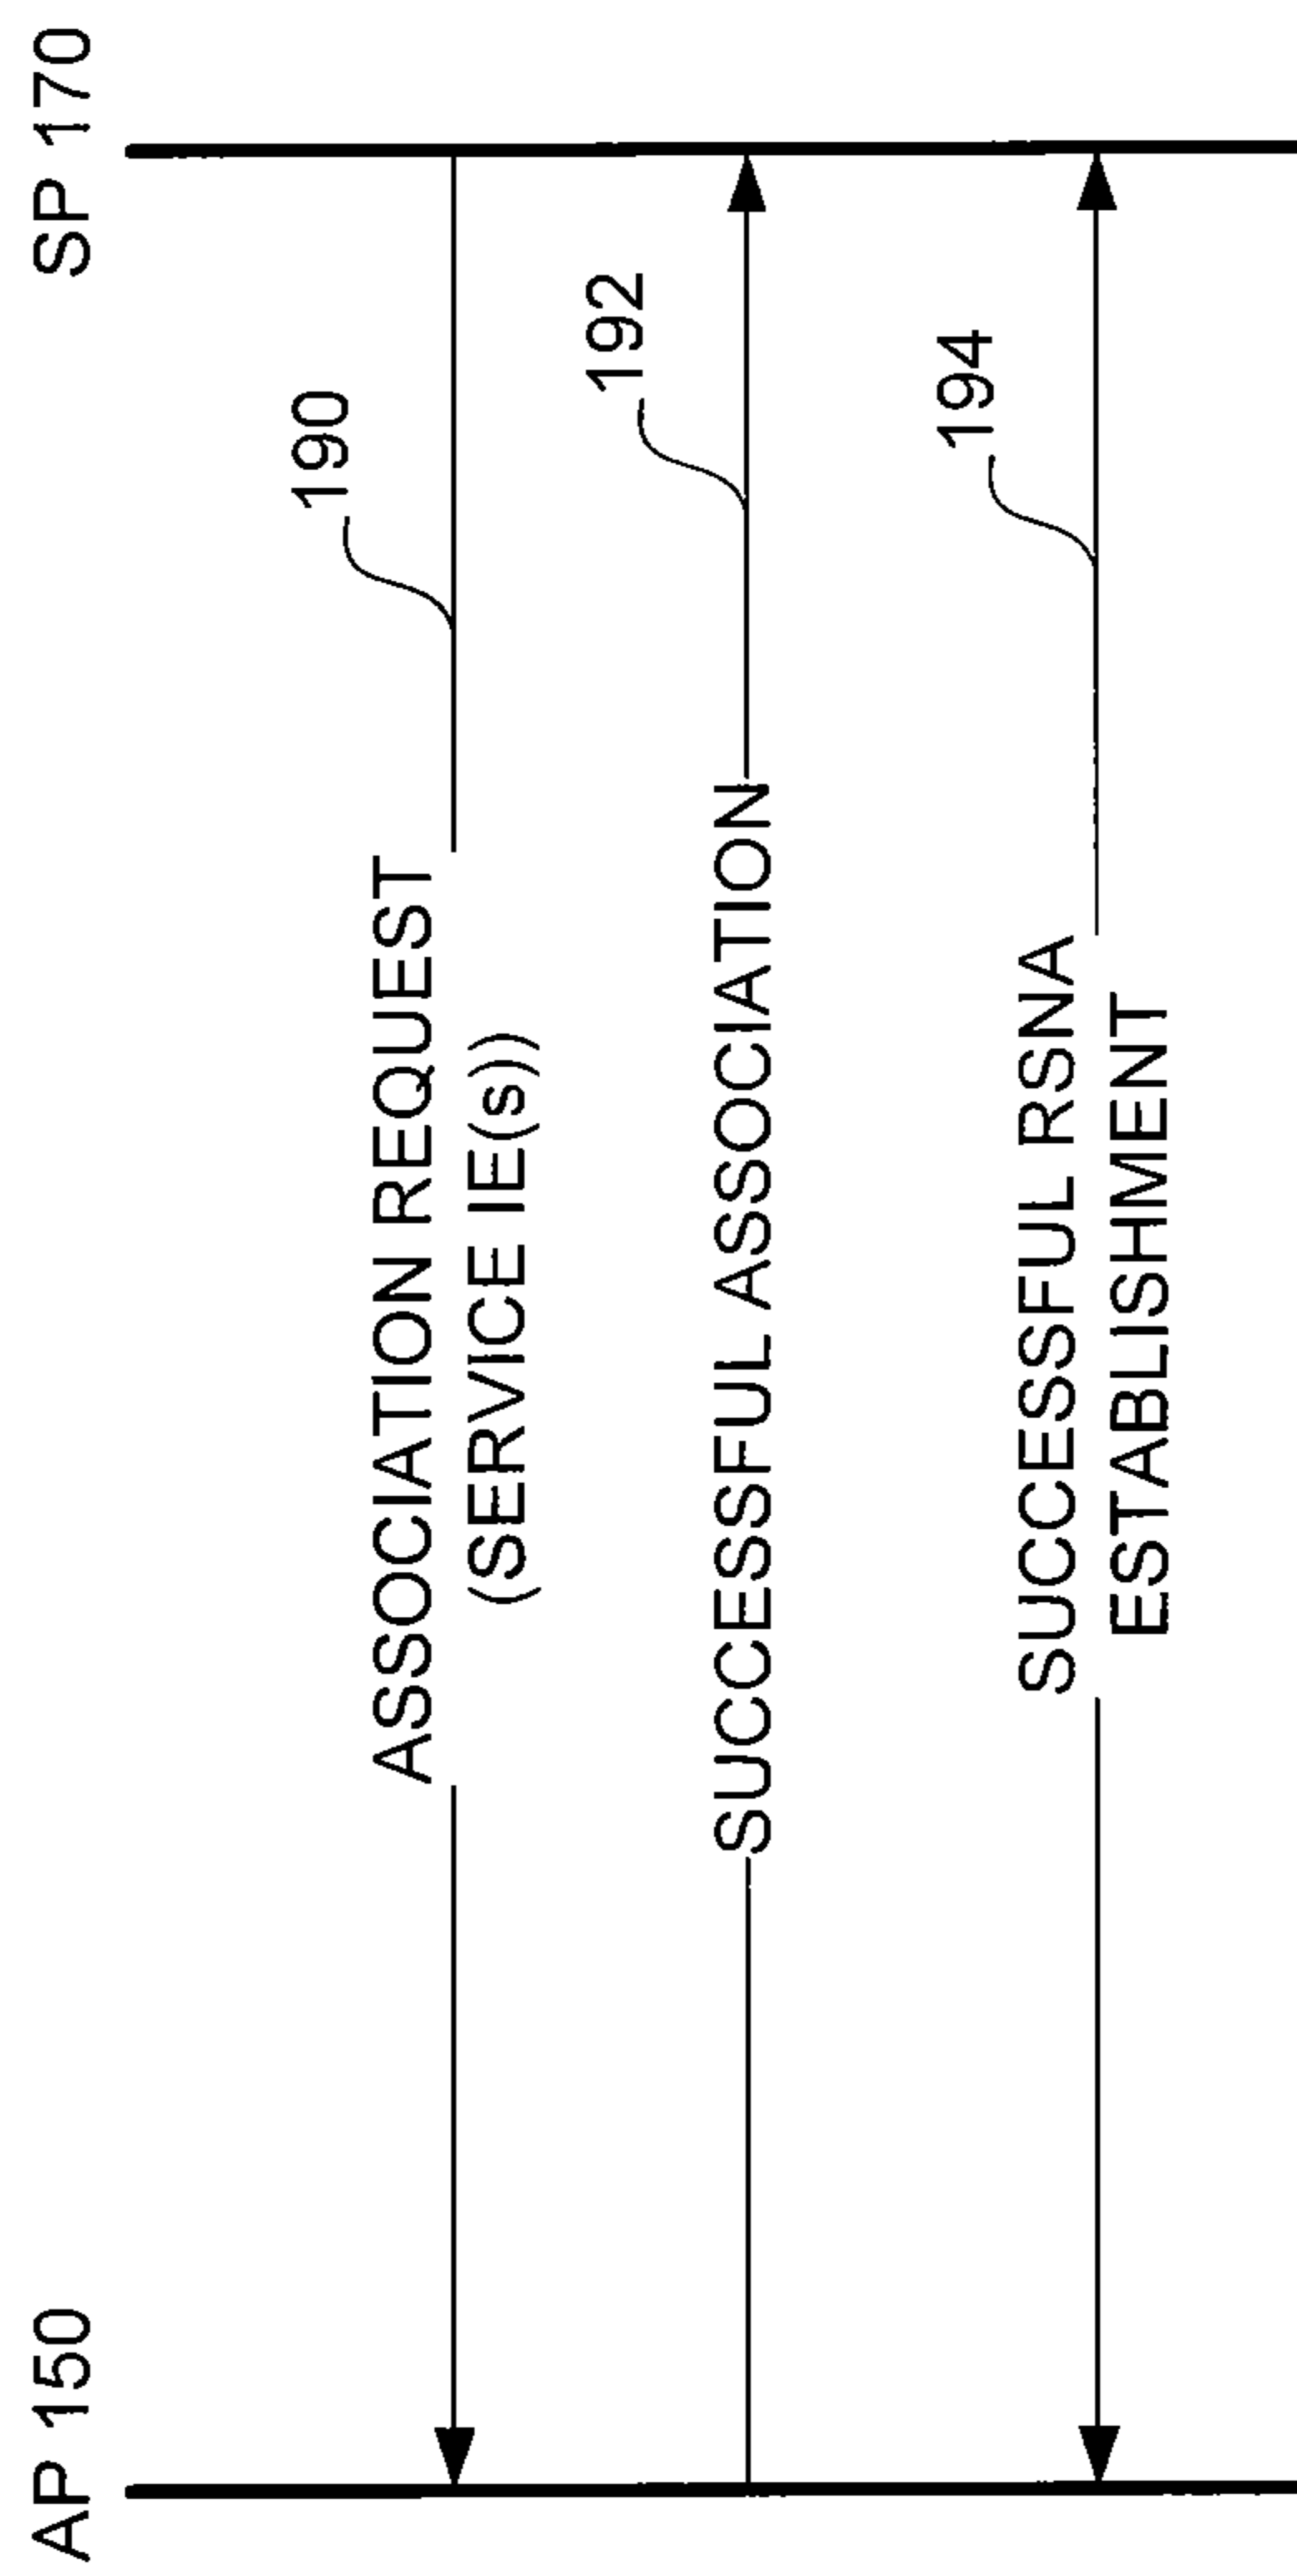 AP 150
SP 170
190
ASSOCIATION REQUEST
(SERVICE IE(s))
192
SUCCESSFUL ASSOCIATION
194
SUCCESSFUL RSNA
ESTABLISHMENT